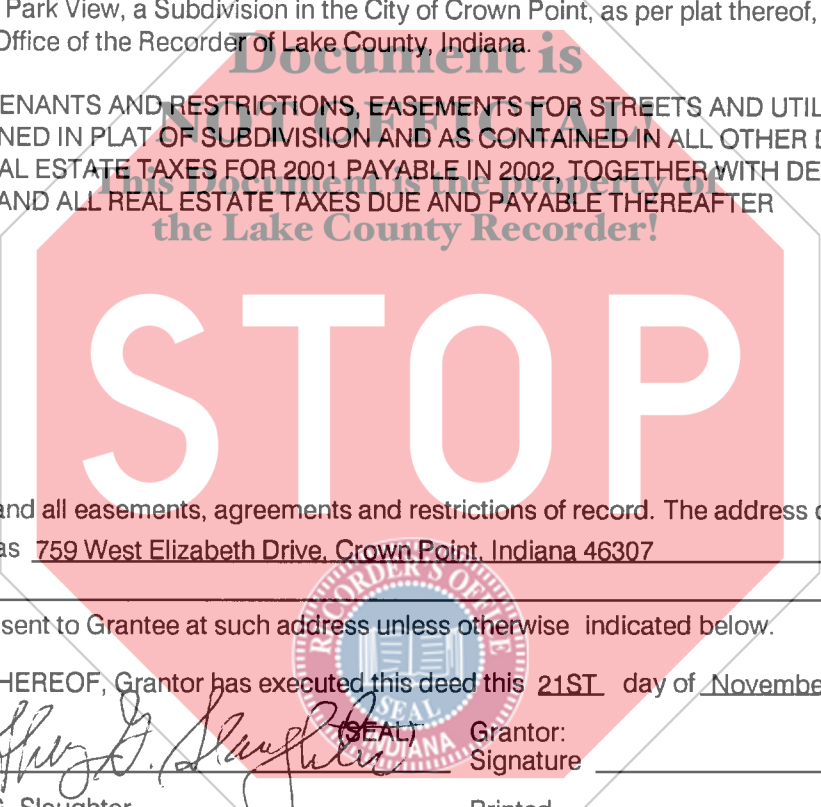 Park View, a Subdivision in the City of Crown Point, as per plat thereof,
Office of the Recorder of Lake County, Indiana.
Document is
ENANTS AND RESTRICTIONS, EASEMENTS FOR STREETS AND UTIL
NOT OFFICIAL!
NED IN PLAT OF SUBDIVISIION AND AS CONTAINED IN ALL OTHER D
AL ESTATE TAXES FOR 2001 PAYABLE IN 2002, TOGETHER WITH DE
This Document is the property of
AND ALL REAL ESTATE TAXES DUE AND PAYABLE THEREAFTER
the Lake County Recorder!
STOP
and all easements, agreements and restrictions of record. The address o
as 759 West Elizabeth Drive, Crown Point, Indiana 46307
RECORDER'S OFFICE
sent to Grantee at such address unless otherwise indicated below.
HEREOF, Grantor has executed this deed this 21ST day of Novembe
SEAL
INDIANA
(SEAL) Grantor:
Signature
G. Slaughter
Printed